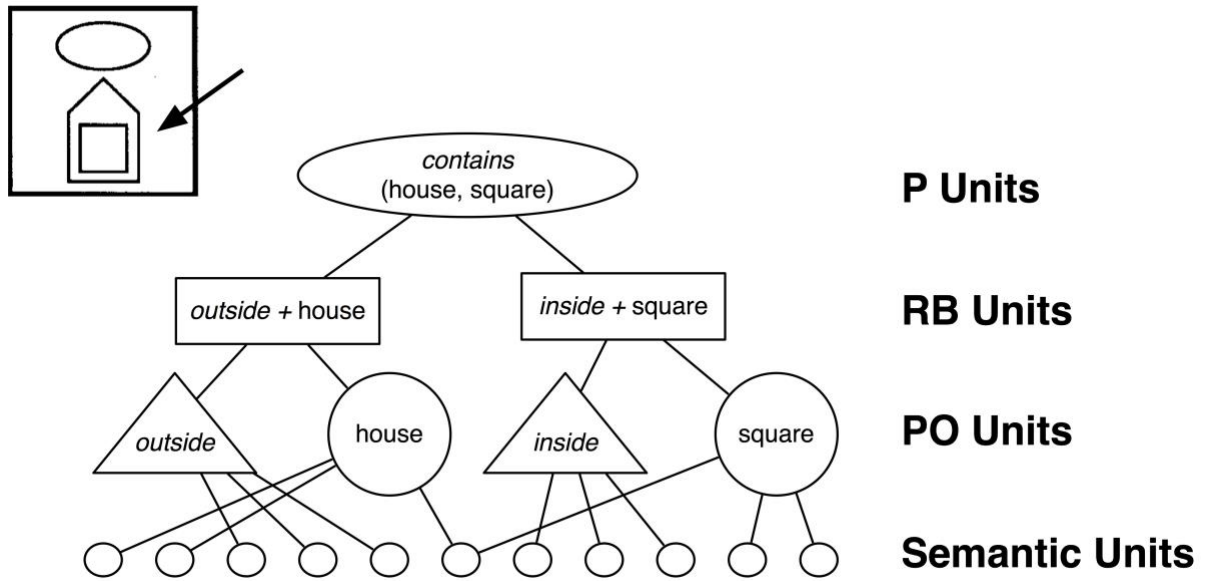 contains
(house, square)
P Units
outside + house
inside + square
RB Units
outside
house
inside
square
PO Units
Semantic Units